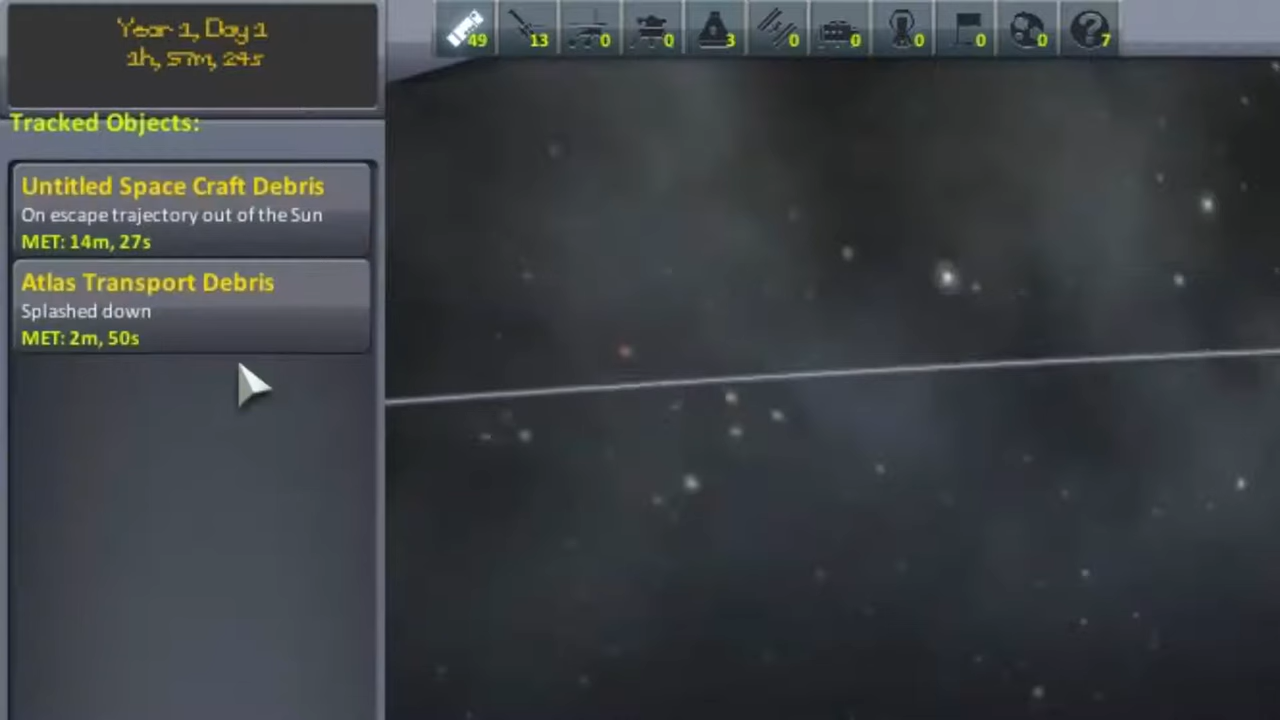 Year 1, Day 1
1h, 57m, 24s
49 13 0 0 3 0 0 0 0 0 7
Tracked Objects:
Untitled Space Craft Debris
On escape trajectory out of the Sun
MET: 14m, 27s
Atlas Transport Debris
Splashed down
MET: 2m, 50s